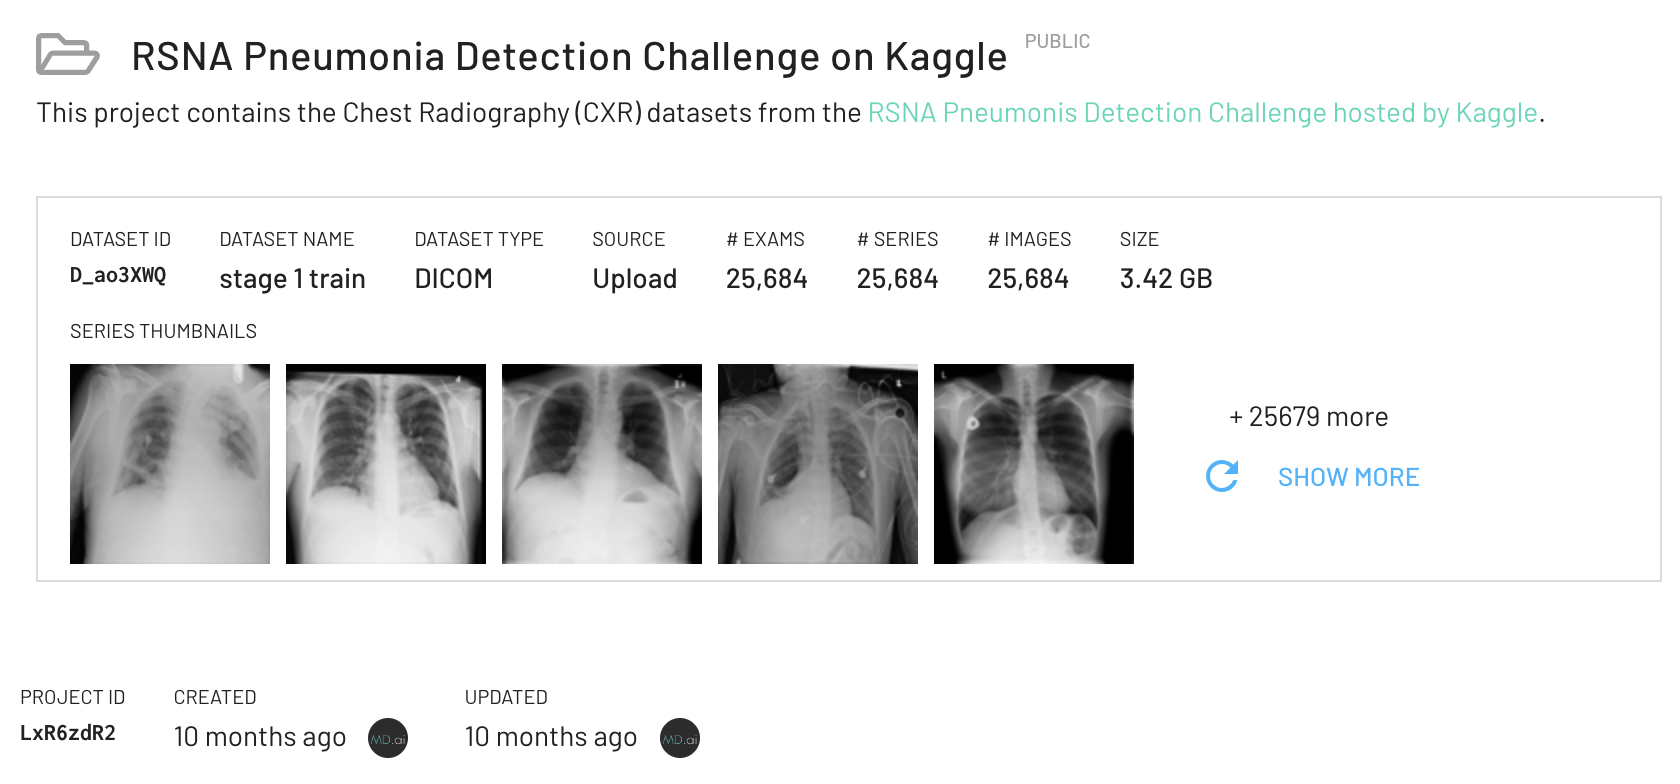 RSNA Pneumonia Detection Challenge on Kaggle PUBLIC
This project contains the Chest Radiography (CXR) datasets from the RSNA Pneumonis Detection Challenge hosted by Kaggle.
DATASET ID DATASET NAME DATASET TYPE SOURCE # EXAMS # SERIES # IMAGES SIZE
D_ao3XWQ stage 1 train DICOM Upload 25,684 25,684 25,684 3.42 GB
SERIES THUMBNAILS
+ 25679 more
SHOW MORE
PROJECT ID CREATED UPDATED
LxR6zdR2 10 months ago MD.ai 10 months ago MD.ai